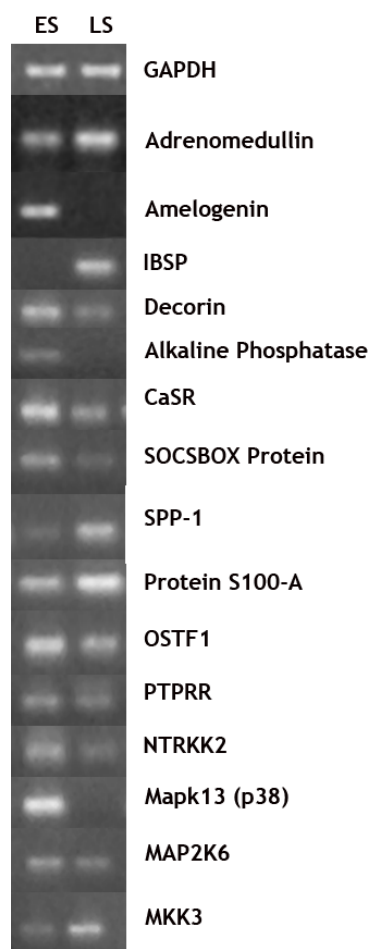 ES LS
GAPDH
Adrenomedullin
Amelogenin
IBSP
Decorin
Alkaline Phosphatase
CaSR
SOCSBOX Protein
SPP-1
Protein S100-A
OSTF1
PTPRR
NTRKK2
Mapk13 (p38)
MAP2K6
MKK3